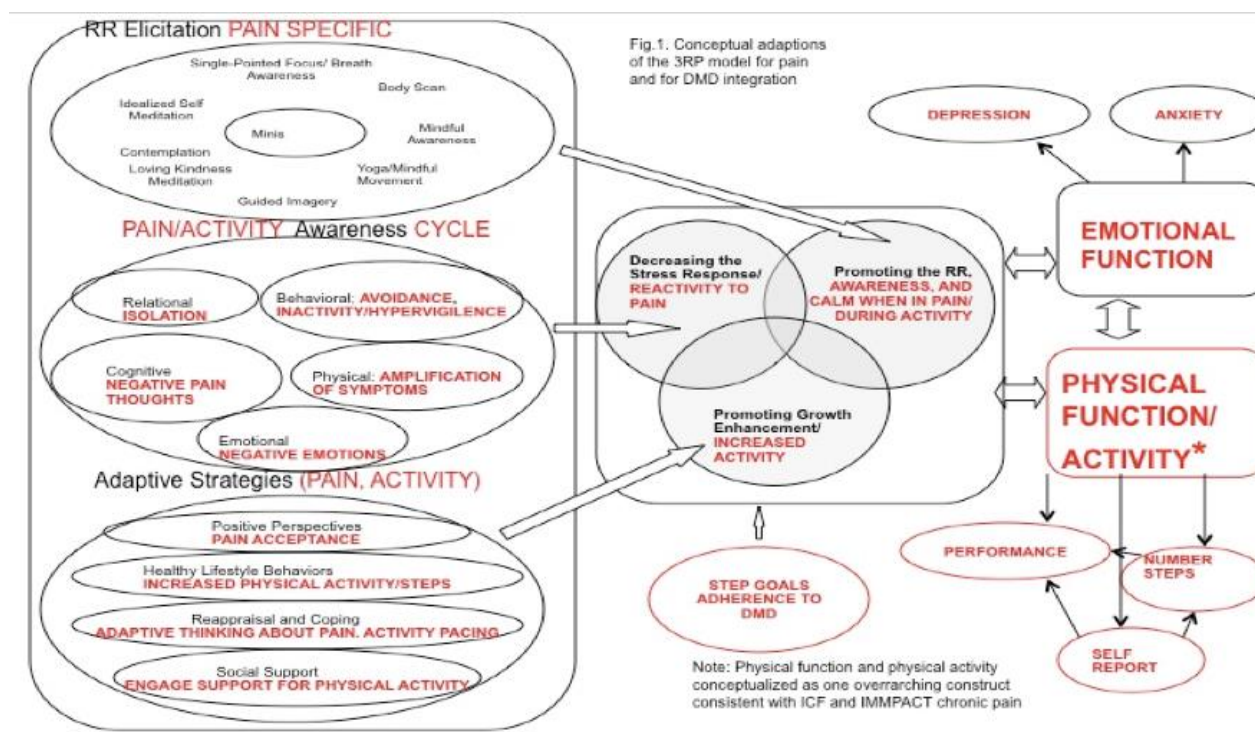 RR Elicitation PAIN SPECIFIC
Single-Pointed Focus/ Breath
Awareness
Body Scan
Idealized Self
Meditation
Minis
Mindful
Awareness
Contemplation
Loving Kindness
Meditation
Yoga/Mindful
Movement
Guided Imagery
PAIN/ACTIVITY Awareness CYCLE
Relational
ISOLATION
Behavioral: AVOIDANCE,
INACTIVITY/HYPERVIGILENCE
Cognitive
NEGATIVE PAIN
THOUGHTS
Physical: AMPLIFICATION
OF SYMPTOMS
Emotional
NEGATIVE EMOTIONS
Adaptive Strategies (PAIN, ACTIVITY)
Positive Perspectives
PAIN ACCEPTANCE
Healthy Lifestyle Behaviors
INCREASED PHYSICAL ACTIVITY/STEPS
Reappraisal and Coping
ADAPTIVE THINKING ABOUT PAIN. ACTIVITY PACING
Social Support
ENGAGE SUPPORT FOR PHYSICAL ACTIVITY
Fig.1. Conceptual adaptions
of the 3RP model for pain
and for DMD integration
Decreasing the
Stress Response/
REACTIVITY TO
PAIN
Promoting the RR,
AWARENESS, AND
CALM WHEN IN PAIN/
DURING ACTIVITY
Promoting Growth
Enhancement/
INCREASED
ACTIVITY
STEP GOALS
ADHERENCE TO
DMD
Note: Physical function and physical activity
conceptualized as one overrarching construct
consistent with ICF and IMMPACT chronic pain
DEPRESSION
ANXIETY
EMOTIONAL
FUNCTION
PHYSICAL
FUNCTION/
ACTIVITY*
PERFORMANCE
NUMBER
STEPS
SELF
REPORT